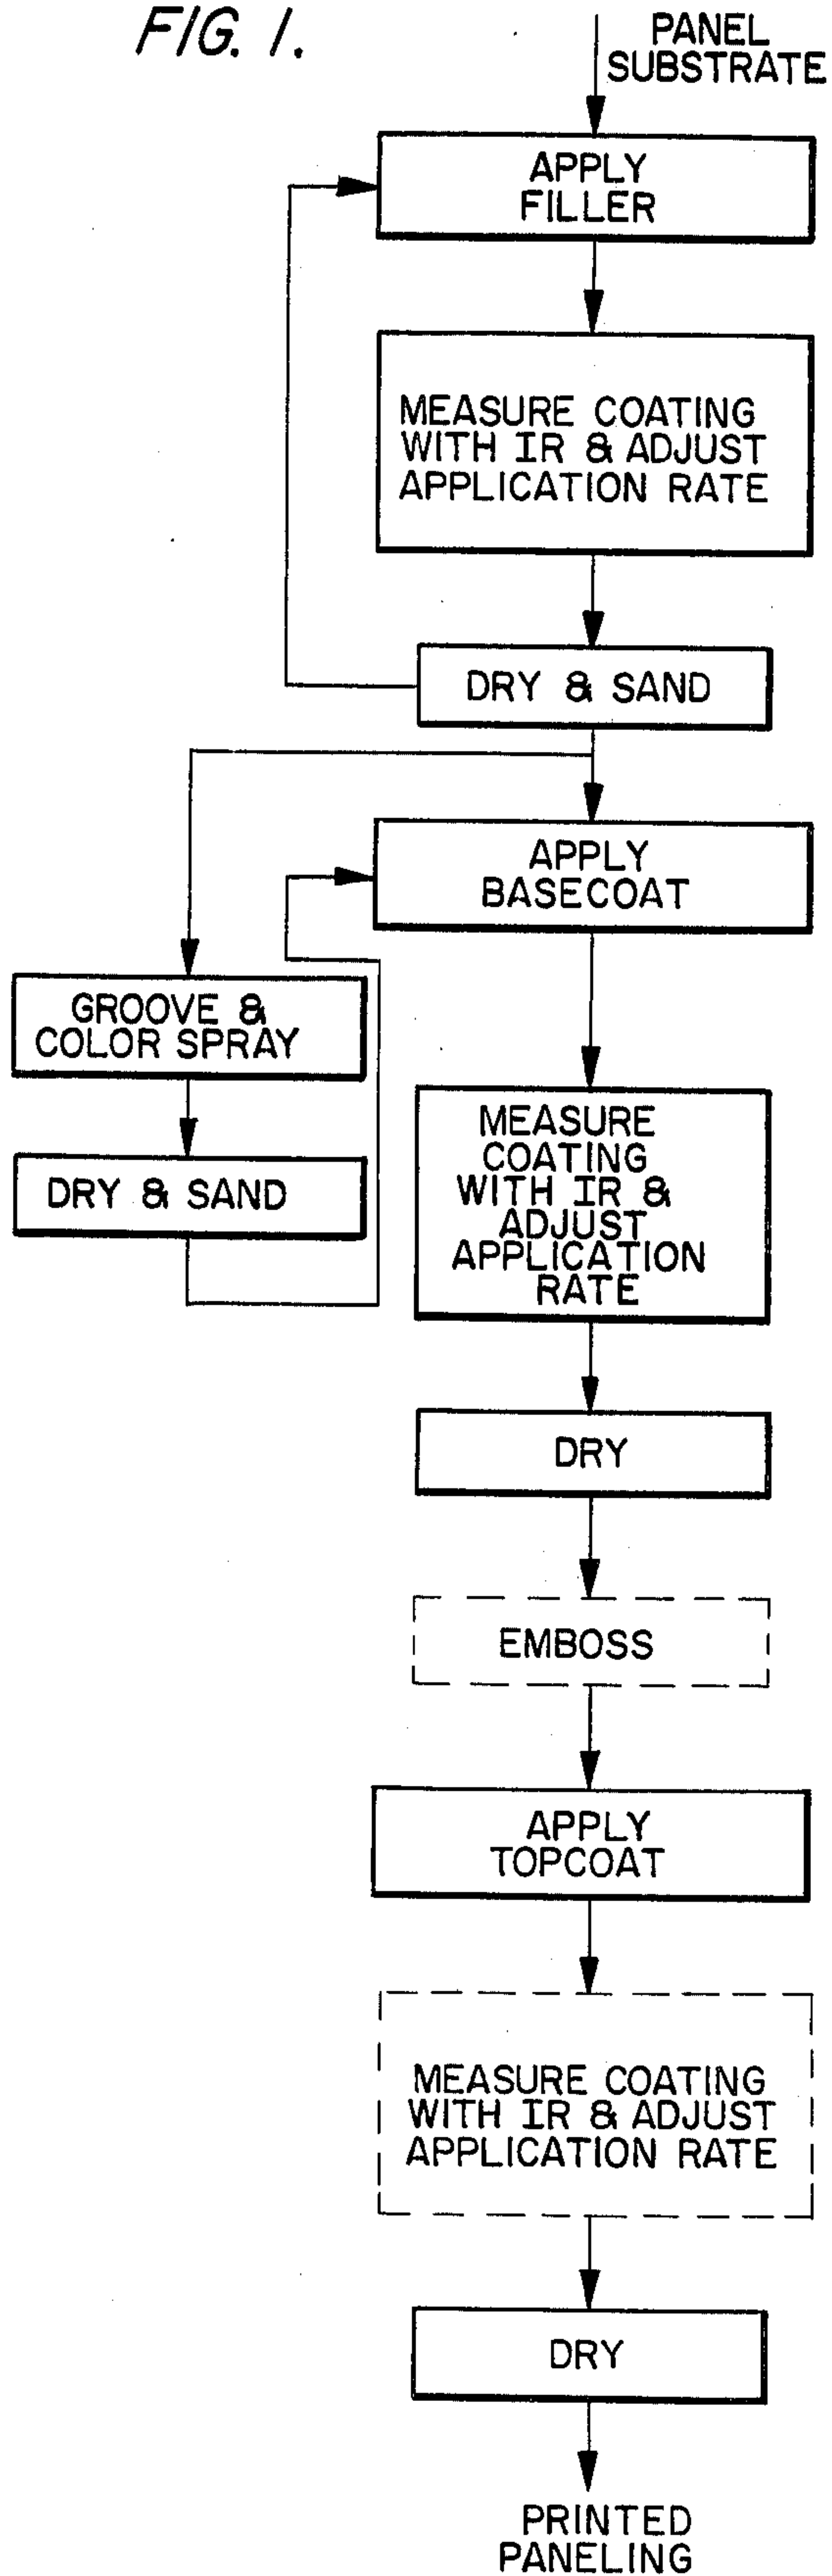 FIG. 1.
PANEL
SUBSTRATE
APPLY
FILLER
MEASURE COATING
WITH IR & ADJUST
APPLICATION RATE
DRY & SAND
APPLY
BASECOAT
GROOVE &
COLOR SPRAY
DRY & SAND
MEASURE
COATING
WITH IR &
ADJUST
APPLICATION
RATE
DRY
EMBOSS
APPLY
TOPCOAT
MEASURE COATING
WITH IR & ADJUST
APPLICATION RATE
DRY
PRINTED
PANELING